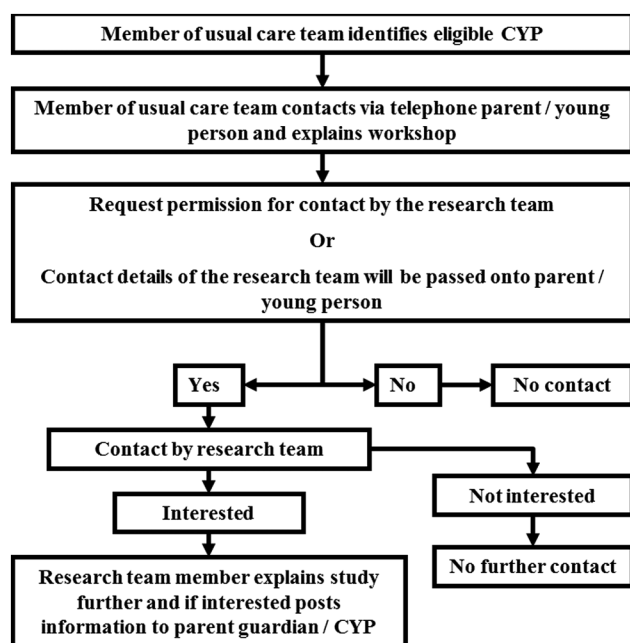 Member of usual care team identifies eligible CYP
Member of usual care team contacts via telephone parent / young
person and explains workshop
Request permission for contact by the research team
Or
Contact details of the research team will be passed onto parent /
young person
Yes
No
No contact
Contact by research team
Not interested
Interested
No further contact
Research team member explains study
further and if interested posts
information to parent guardian / CYP